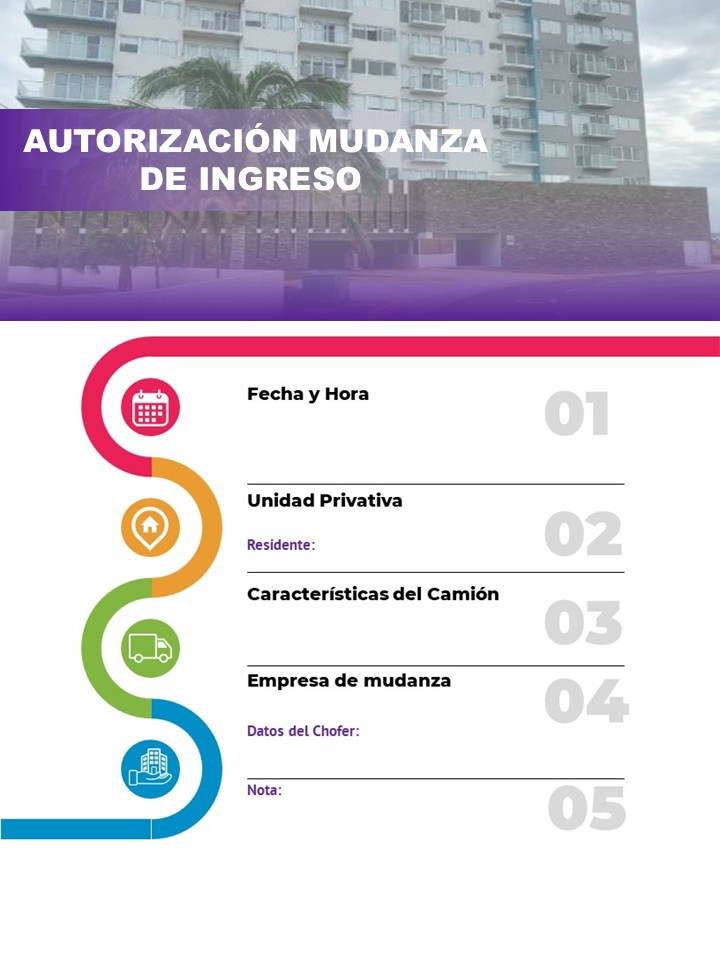 AUTORIZACIÓN MUDANZA
DE INGRESO
Fecha y Hora
01
Unidad Privativa
Residente:
02
Características del Camión
03
Empresa de mudanza
04
Datos del Chofer:
Nota:
05